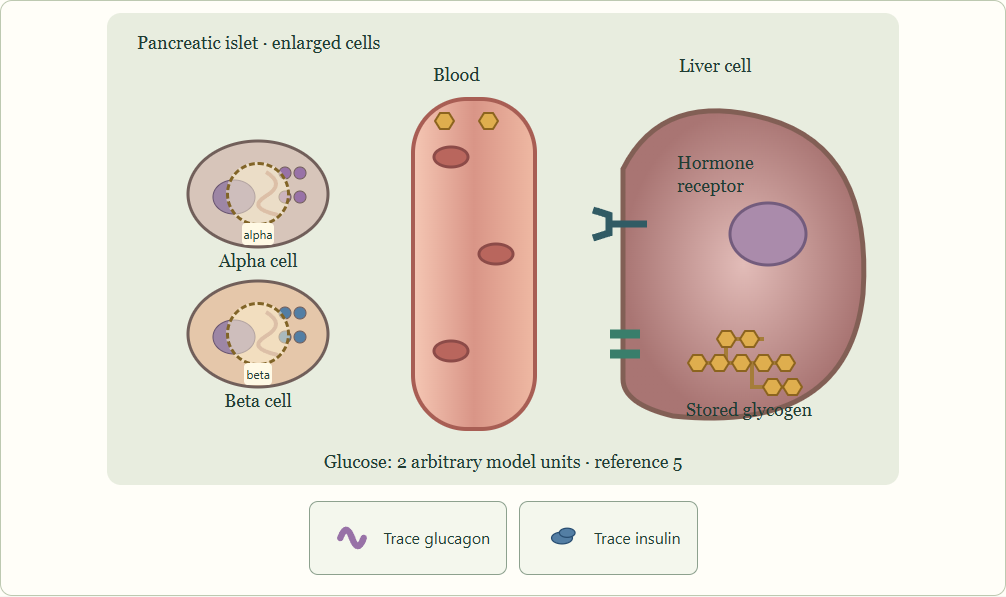 Pancreatic islet · enlarged cells
Blood
Liver cell
Hormone
receptor
alpha
Alpha cell
beta
Beta cell
Stored glycogen
Glucose: 2 arbitrary model units · reference 5
Trace glucagon
Trace insulin